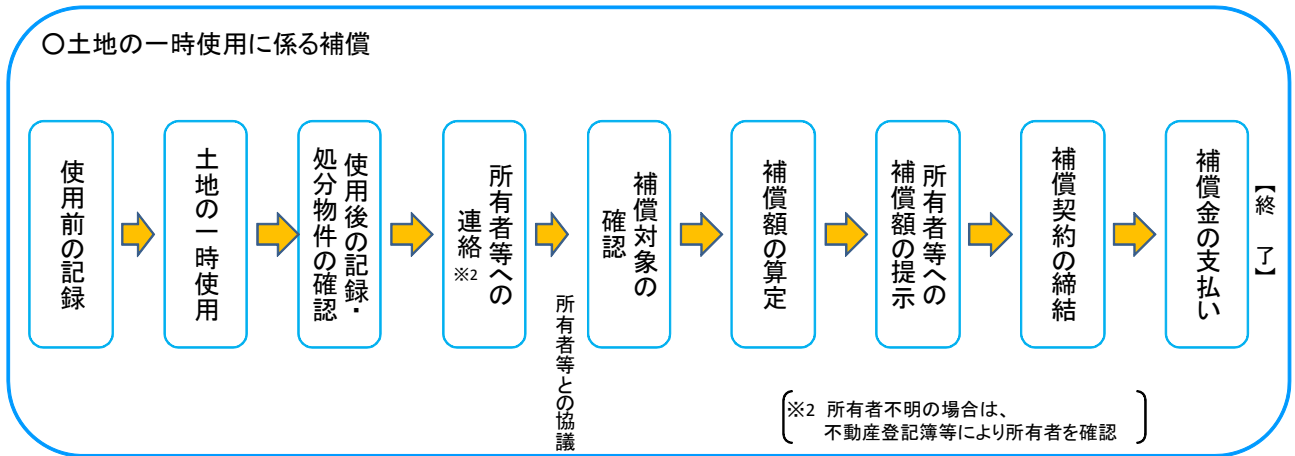 〇土地の一時使用に係る補償
使用前の記録
土地の一時使用
使用後の記録・
処分物件の確認
所有者等への
連絡※2
所有者等との協議
補償対象の
確認
補償額の算定
所有者等への
補償額の提示
補償契約の締結
補償金の支払い
【終了】
※2 所有者不明の場合は、
不動産登記簿等により所有者を確認